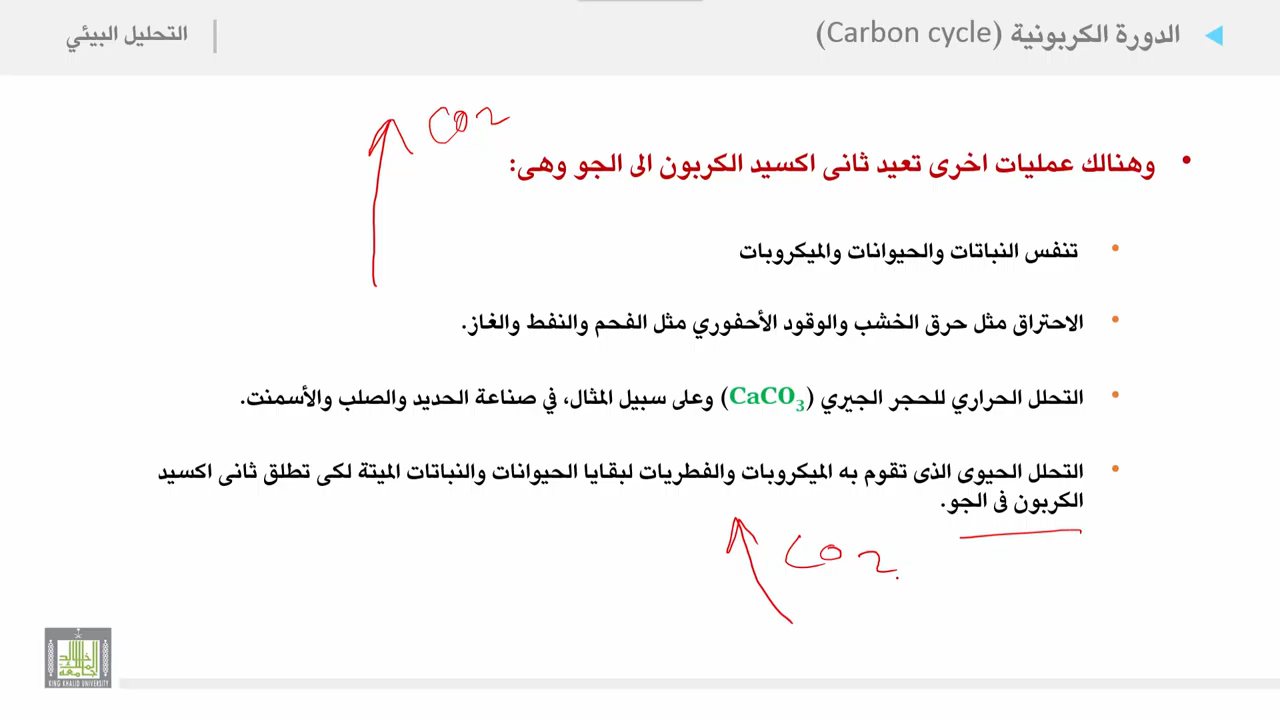 الدورة الكربونية (Carbon cycle)
التحليل البيئي
CO2
وهنالك عمليات اخرى تعيد ثانى اكسيد الكربون الى الجو وهى:
تنفس النباتات والحيوانات والميكروبات
الاحتراق مثل حرق الخشب والوقود الأحفوري مثل الفحم والنفط والغاز.
التحلل الحراري للحجر الجيري (CaCO₃) وعلى سبيل المثال، في صناعة الحديد والصلب والأسمنت.
التحلل الحيوى الذى تقوم به الميكروبات والفطريات لبقايا الحيوانات والنباتات الميتة لكى تطلق ثانى اكسيد
الكربون فى الجو.
CO2
KING KHALID UNIVERSITY